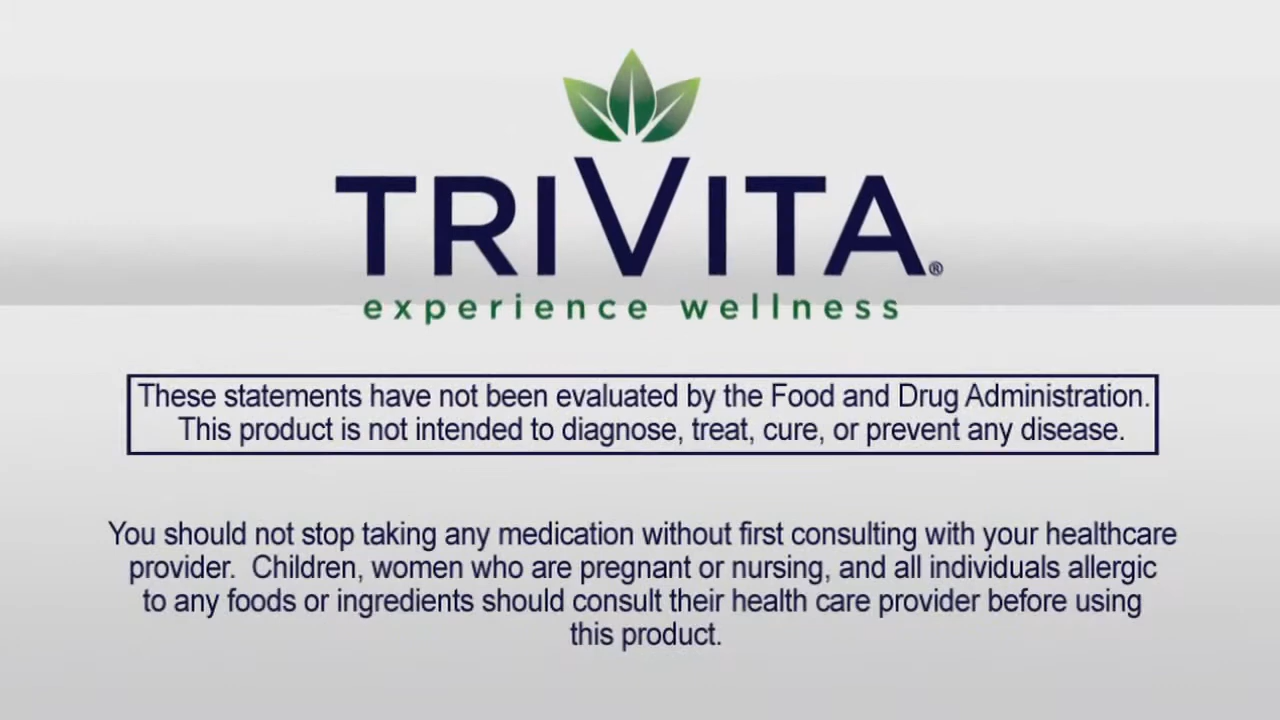 TRIVITA®
experience wellness
These statements have not been evaluated by the Food and Drug Administration.
This product is not intended to diagnose, treat, cure, or prevent any disease.
You should not stop taking any medication without first consulting with your healthcare
provider.  Children, women who are pregnant or nursing, and all individuals allergic
to any foods or ingredients should consult their health care provider before using
this product.